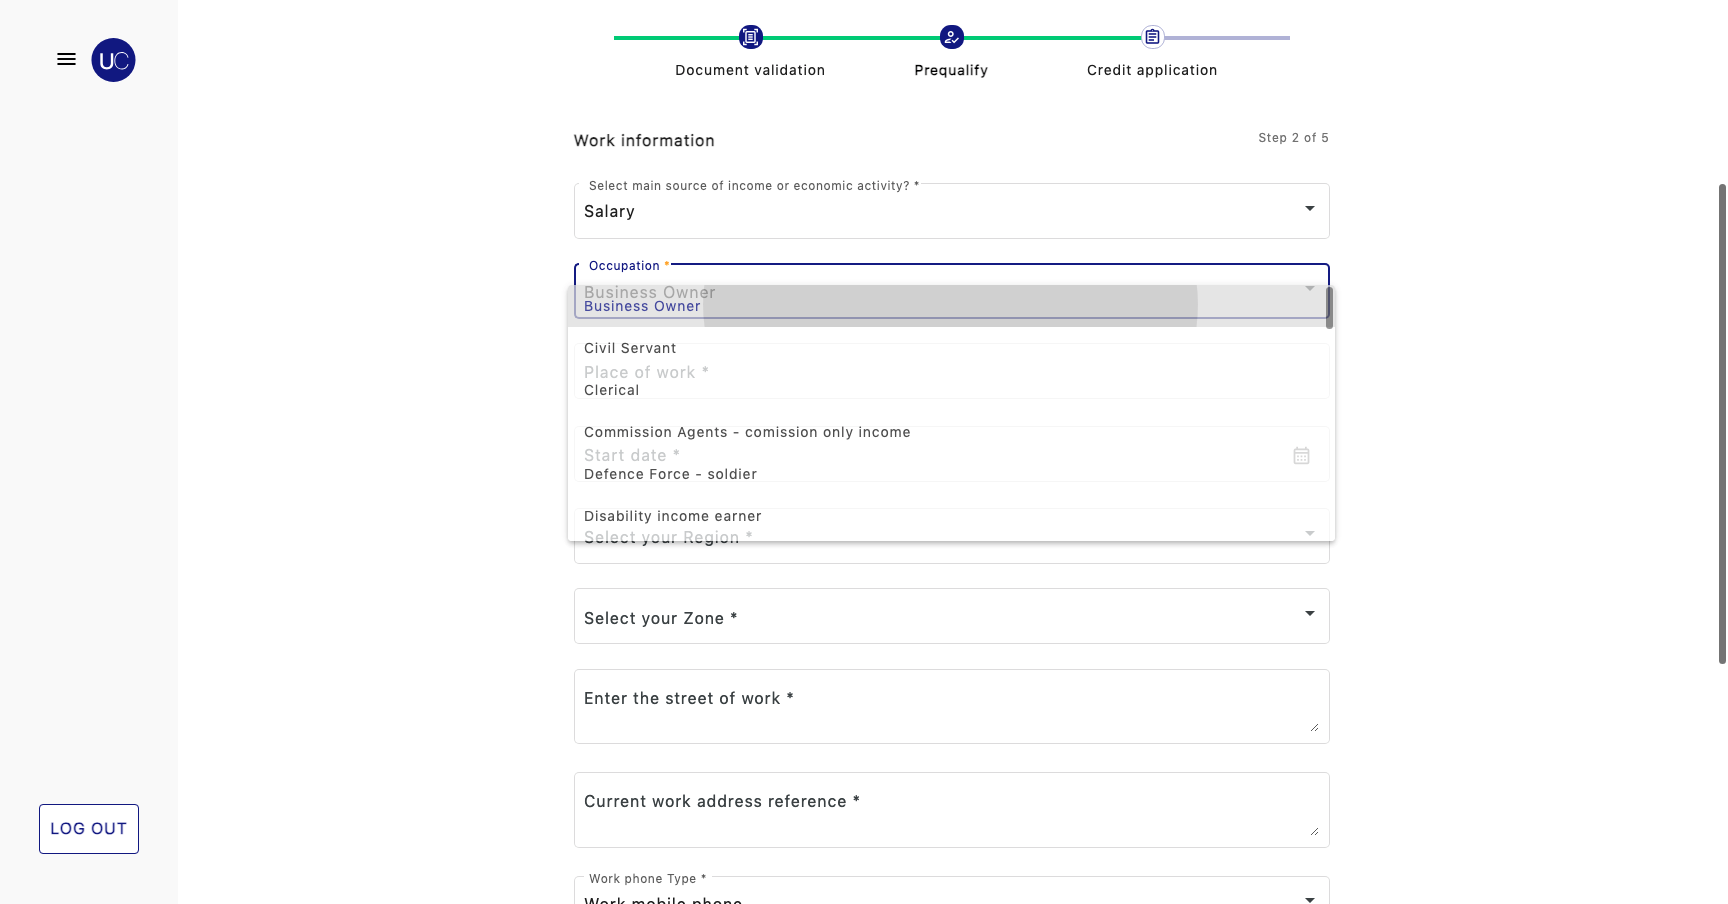 UC
Document validation
Prequalify
Credit application
Work information
Step 2 of 5
Select main source of income or economic activity? *
Salary
Occupation *
Business Owner
Business Owner
Civil Servant
Place of work *
Clerical
Commission Agents - comission only income
Start date *
Defence Force - soldier
Disability income earner
Select your Region *
Select your Zone *
Enter the street of work *
Current work address reference *
LOG OUT
Work phone Type *
Work mobile phone